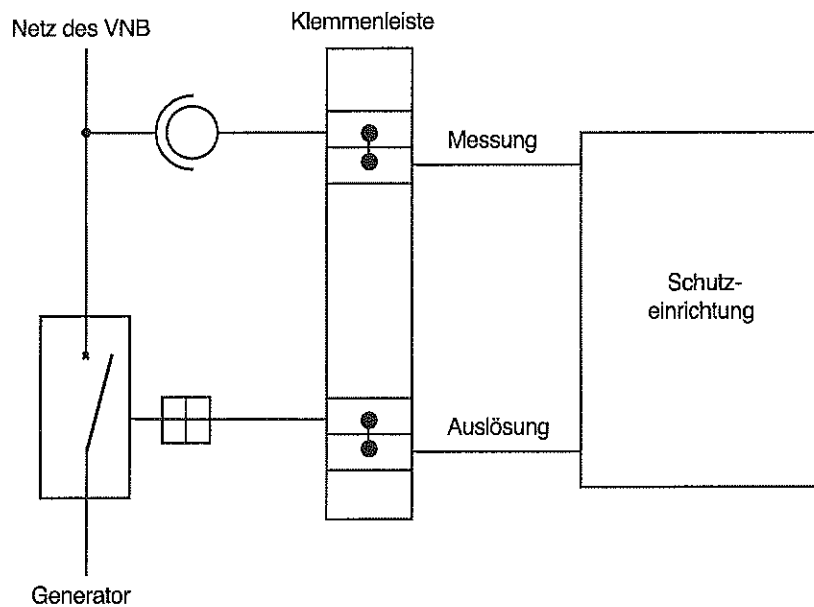 Netz des VNB
Klemmenleiste
Messung
Schutz-
einrichtung
Auslösung
Generator